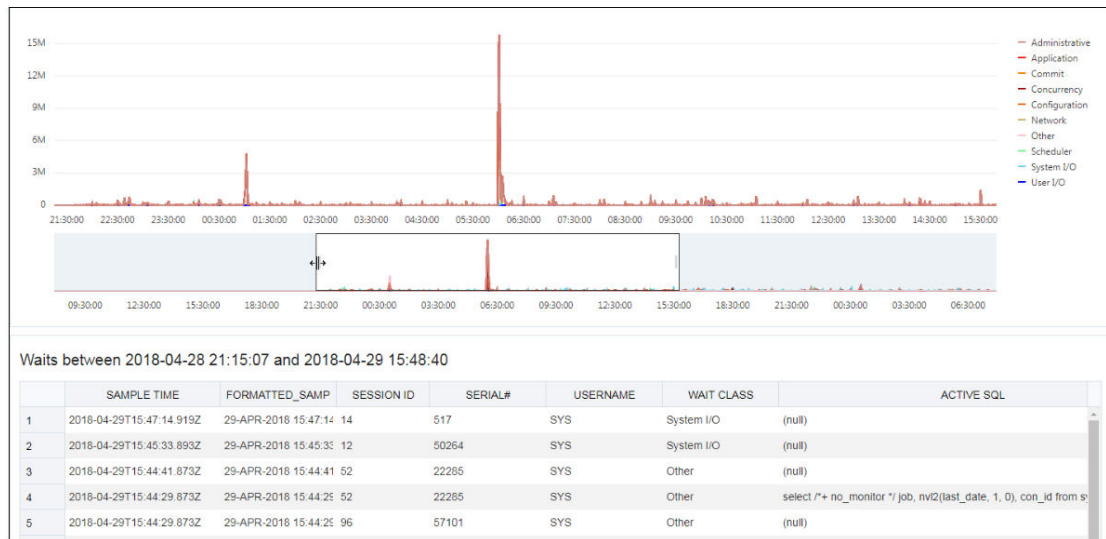 15M
12M
9M
6M
3M
0
21:30:00 22:30:00 23:30:00 00:30:00 01:30:00 02:30:00 03:30:00 04:30:00 05:30:00 06:30:00 07:30:00 08:30:00 09:30:00 10:30:00 11:30:00 12:30:00 13:30:00 14:30:00 15:30:00
Administrative
Application
Commit
Concurrency
Configuration
Network
Other
Scheduler
System I/O
User I/O
09:30:00 12:30:00 15:30:00 18:30:00 21:30:00 00:30:00 03:30:00 06:30:00 09:30:00 12:30:00 15:30:00 18:30:00 21:30:00 00:30:00 03:30:00 06:30:00
Waits between 2018-04-28 21:15:07 and 2018-04-29 15:48:40
SAMPLE TIME FORMATTED_SAMP SESSION ID SERIAL# USERNAME WAIT CLASS ACTIVE SQL
1 2018-04-29T15:47:14.919Z 29-APR-2018 15:47:14 14 517 SYS System I/O (null)
2 2018-04-29T15:45:33.893Z 29-APR-2018 15:45:33 12 50264 SYS System I/O (null)
3 2018-04-29T15:44:41.873Z 29-APR-2018 15:44:41 52 22285 SYS Other (null)
4 2018-04-29T15:44:29.873Z 29-APR-2018 15:44:29 52 22285 SYS Other select /*+ no_monitor */ job, nvl2(last_date, 1, 0), con_id from sy
5 2018-04-29T15:44:29.873Z 29-APR-2018 15:44:29 96 57101 SYS Other (null)